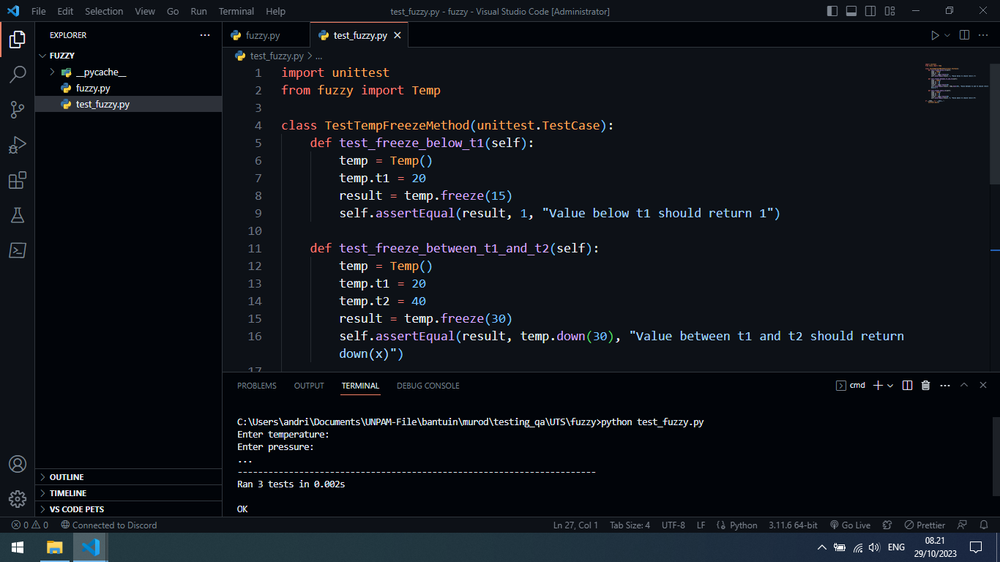 File Edit Selection View Go Run Terminal Help
test_fuzzy.py - fuzzy - Visual Studio Code [Administrator]
EXPLORER
FUZZY
__pycache__
fuzzy.py
test_fuzzy.py
OUTLINE
TIMELINE
VS CODE PETS
fuzzy.py test_fuzzy.py
test_fuzzy.py > ...
1 import unittest
2 from fuzzy import Temp
3
4 class TestTempFreezeMethod(unittest.TestCase):
5     def test_freeze_below_t1(self):
6         temp = Temp()
7         temp.t1 = 20
8         result = temp.freeze(15)
9         self.assertEqual(result, 1, "Value below t1 should return 1")
10
11     def test_freeze_between_t1_and_t2(self):
12         temp = Temp()
13         temp.t1 = 20
14         temp.t2 = 40
15         result = temp.freeze(30)
16         self.assertEqual(result, temp.down(30), "Value between t1 and t2 should return
down(x)")
17
PROBLEMS OUTPUT TERMINAL DEBUG CONSOLE
cmd
C:\Users\andri\Documents\UNPAM-File\bantuin\murod\testing_qa\UTS\fuzzy>python test_fuzzy.py
Enter temperature:
Enter pressure:
...
----------------------------------------------------------------------
Ran 3 tests in 0.002s
OK
0 0 Connected to Discord
Ln 27, Col 1 Tab Size: 4 UTF-8 LF Python 3.11.6 64-bit Go Live Prettier
ENG
08.21
29/10/2023